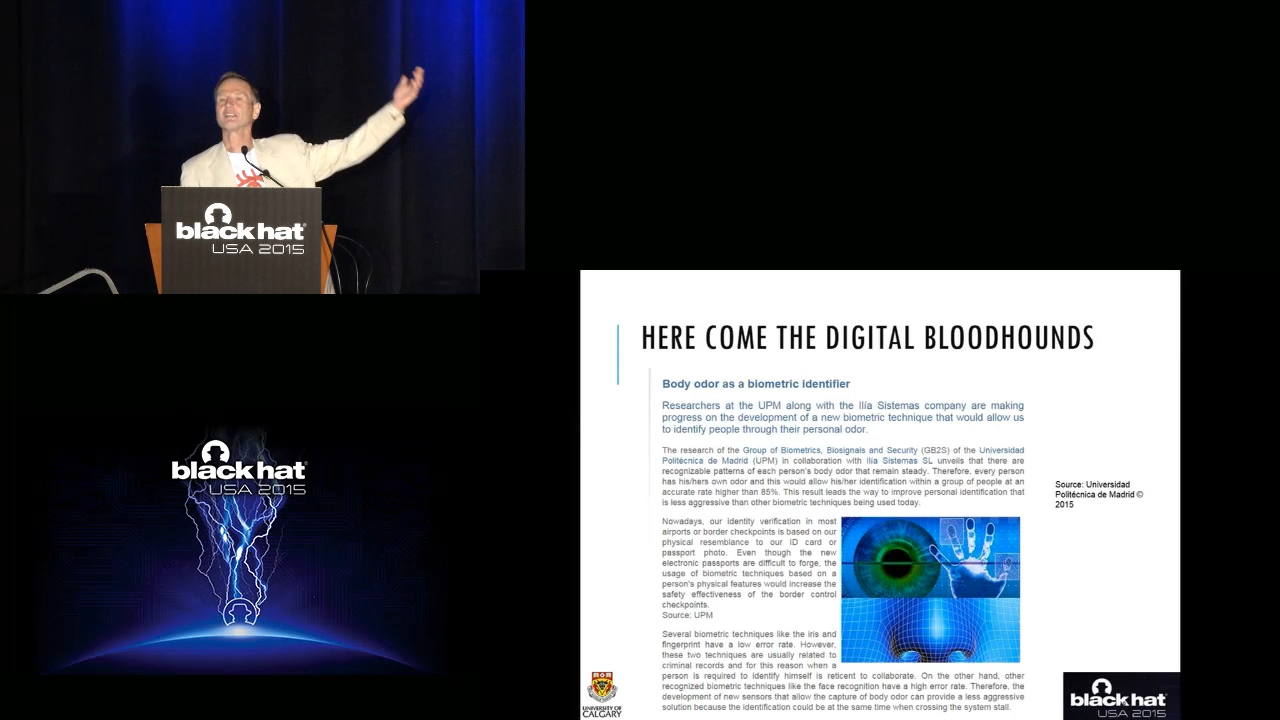 black hat
USA 2015
black hat
USA 2015
HERE COME THE DIGITAL BLOODHOUNDS
Body odor as a biometric identifier
Researchers at the UPM along with the Ilía Sistemas company are making
progress on the development of a new biometric technique that would allow us
to identify people through their personal odor.
The research of the Group of Biometrics, Biosignals and Security (GB2S) of the Universidad
Politécnica de Madrid (UPM) in collaboration with Ilía Sistemas SL unveils that there are
recognizable patterns of each person's body odor that remain steady. Therefore, every person
has his/hers own odor and this would allow his/her identification within a group of people at an
accurate rate higher than 85%. This result leads the way to improve personal identification that
is less aggressive than other biometric techniques being used today.
Nowadays, our identity verification in most
airports or border checkpoints is based on our
physical resemblance to our ID card or
passport photo. Even though the new
electronic passports are difficult to forge, the
usage of biometric techniques based on a
person's physical features would increase the
safety effectiveness of the border control
checkpoints.
Source: UPM
Several biometric techniques like the iris and
fingerprint have a low error rate. However,
these two techniques are usually related to
criminal records and for this reason when a
person is required to identify himself is reticent to collaborate. On the other hand, other
recognized biometric techniques like the face recognition have a high error rate. Therefore, the
development of new sensors that allow the capture of body odor can provide a less aggressive
solution because the identification could be at the same time when crossing the system stall.
Source: Universidad
Politécnica de Madrid ©
2015
UNIVERSITY OF
CALGARY
black hat
USA 2015